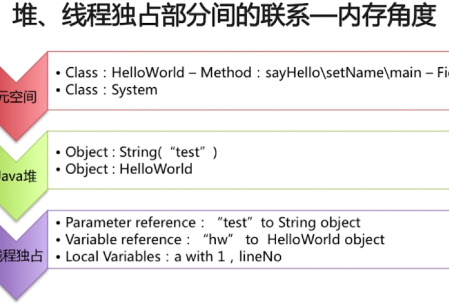 堆、线程独占部分间的联系—内存角度
元空间
• Class : HelloWorld – Method : sayHello\setName\main – Fi
• Class : System
Java堆
• Object : String(“test”)
• Object : HelloWorld
线程独占
• Parameter reference : “test” to String object
• Variable reference : “hw” to HelloWorld object
• Local Variables : a with 1 , lineNo